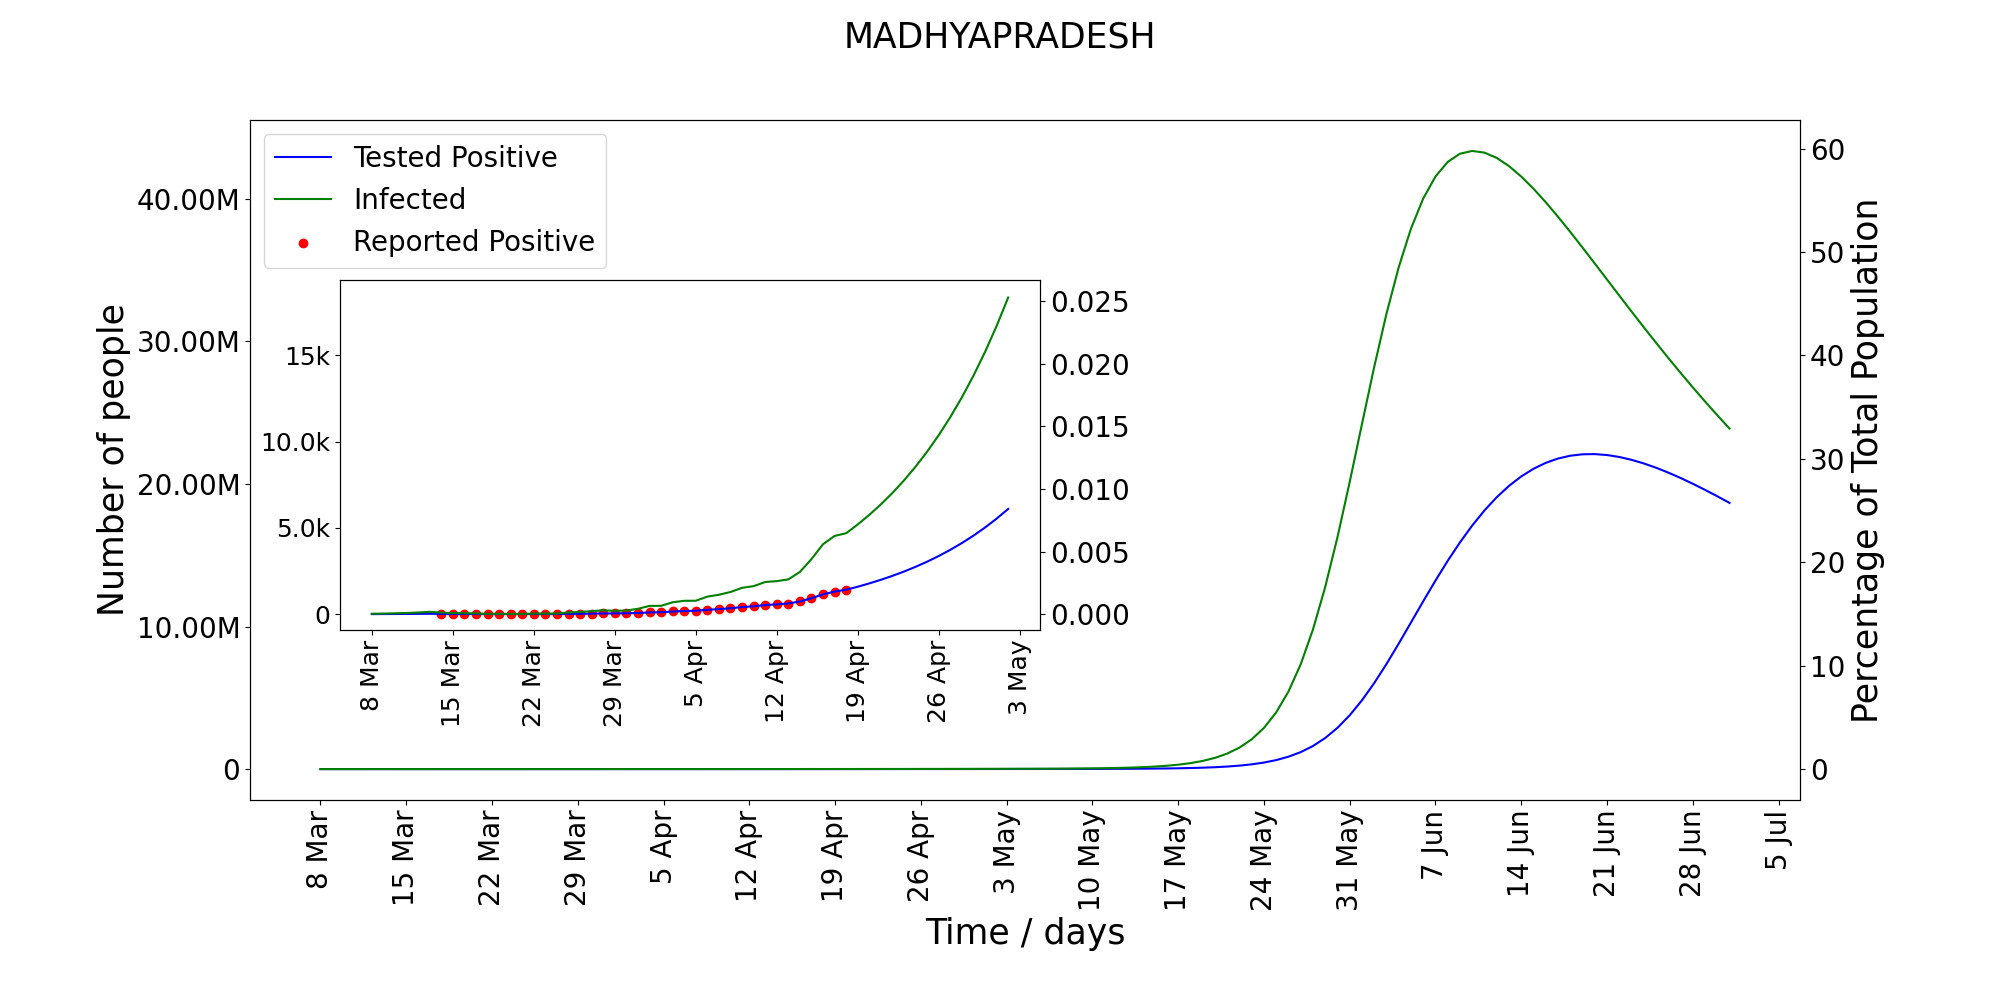 MADHYAPRADESH
Tested Positive
Infected
Reported Positive
Number of people
40.00M
30.00M
20.00M
10.00M
0
60
50
40
30
20
10
0
Percentage of Total Population
15k
10.0k
5.0k
0
0.025
0.020
0.015
0.010
0.005
0.000
8 Mar
15 Mar
22 Mar
29 Mar
5 Apr
12 Apr
19 Apr
26 Apr
3 May
8 Mar
15 Mar
22 Mar
29 Mar
5 Apr
12 Apr
19 Apr
26 Apr
3 May
10 May
17 May
24 May
31 May
7 Jun
14 Jun
21 Jun
28 Jun
5 Jul
Time / days